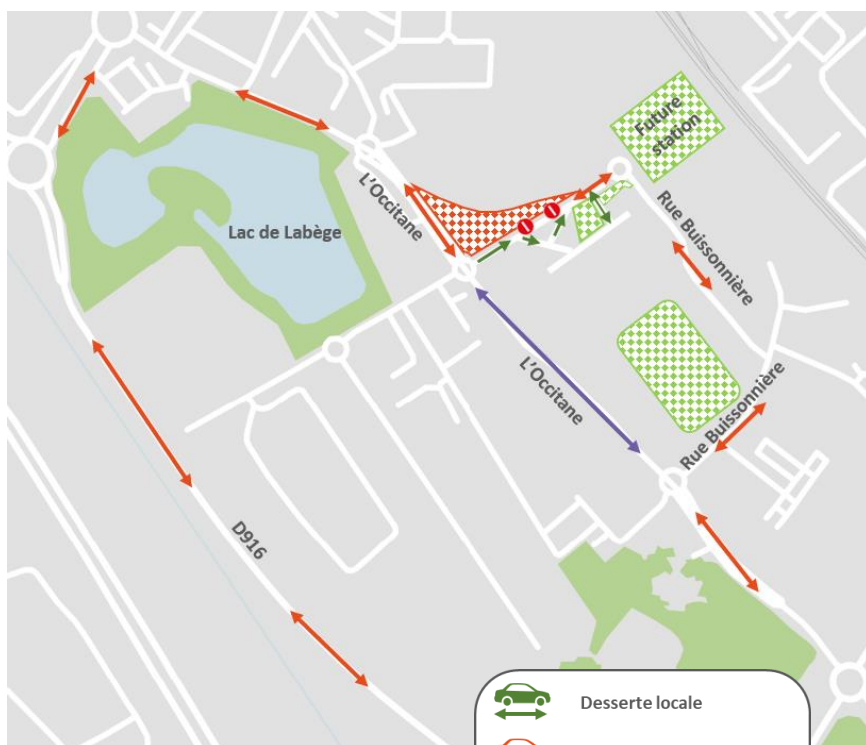 Future
station
L'Occitane
Lac de Labège
Rue Buissonnière
L'Occitane
Rue Buissonnière
D916
Desserte locale